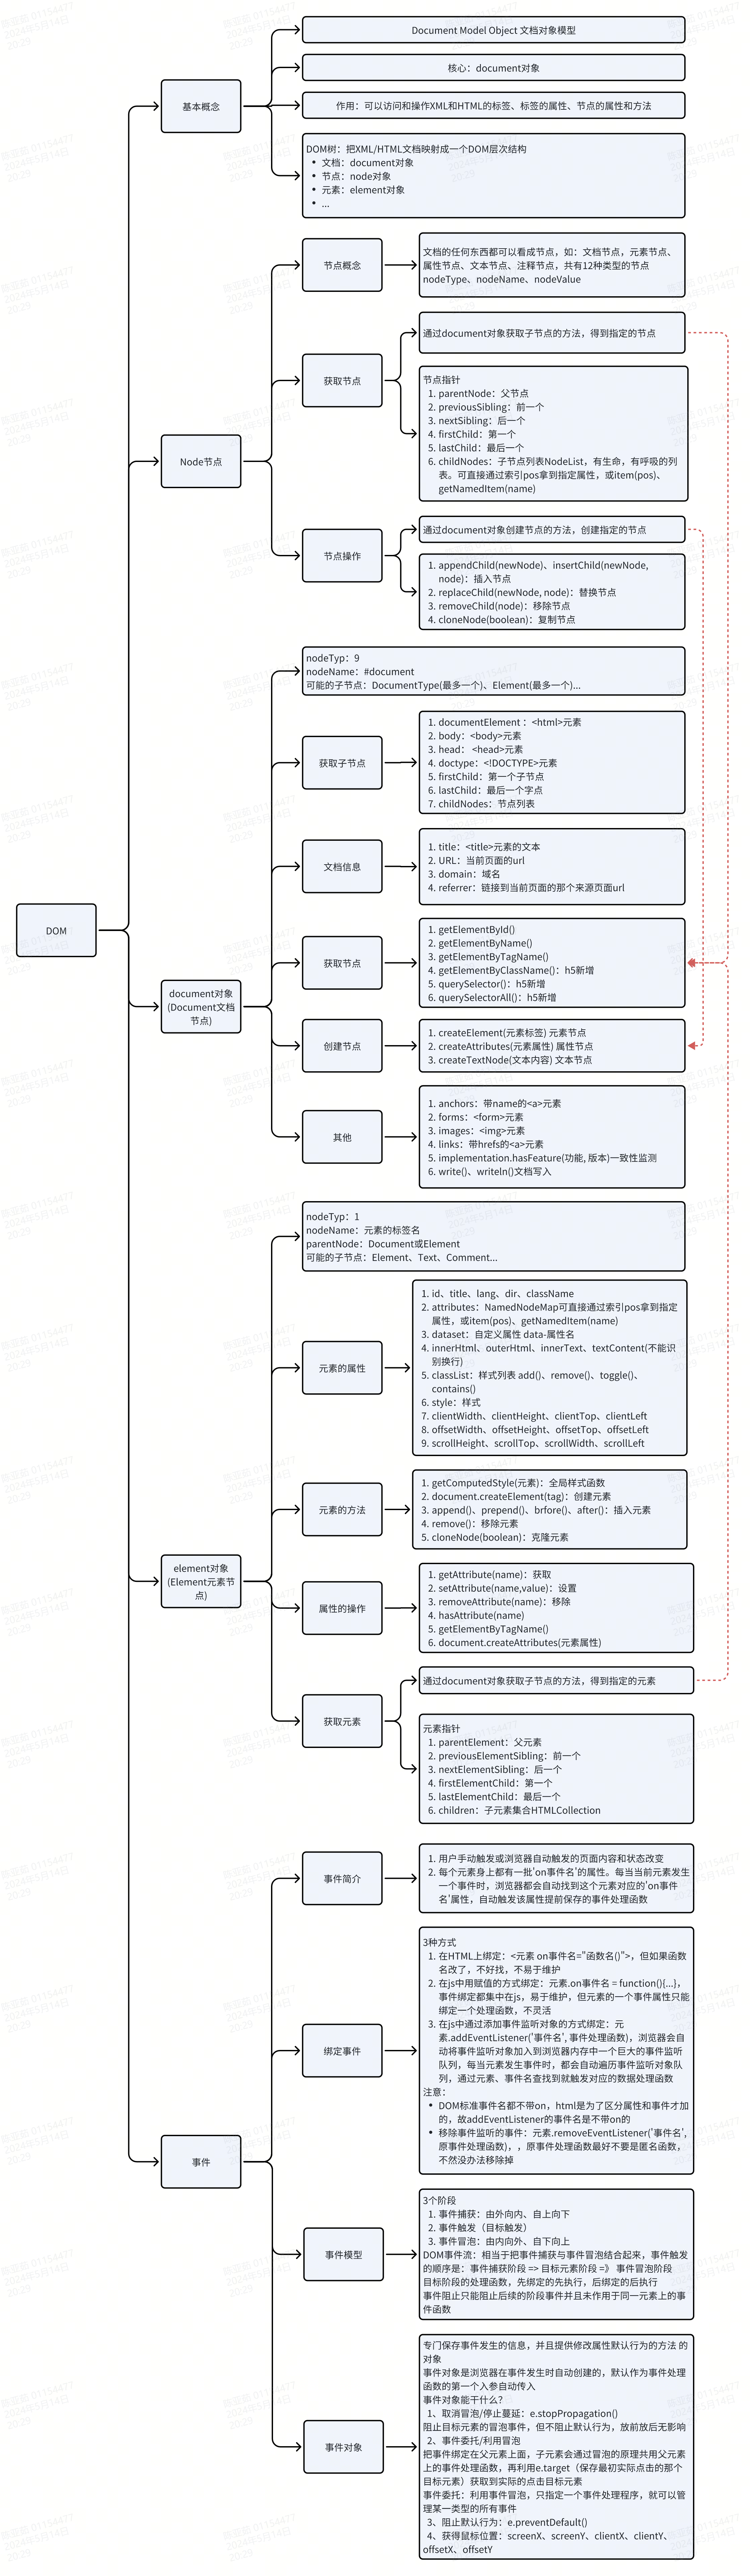 DOM
基本概念
Document Model Object 文档对象模型
核心：document对象
作用：可以访问和操作XML和HTML的标签、标签的属性、节点的属性和方法
DOM树：把XML/HTML文档映射成一个DOM层次结构
• 文档：document对象
• 节点：node对象
• 元素：element对象
• ...
Node节点
节点概念
文档的任何东西都可以看成节点，如：文档节点，元素节点、
属性节点、文本节点、注释节点，共有12种类型的节点
nodeType、nodeName、nodeValue
获取节点
通过document对象获取子节点的方法，得到指定的节点
节点指针
1. parentNode：父节点
2. previousSibling：前一个
3. nextSibling：后一个
4. firstChild：第一个
5. lastChild：最后一个
6. childNodes：子节点列表NodeList，有生命，有呼吸的列
表。可直接通过索引pos拿到指定属性，或item(pos)、
getNamedItem(name)
节点操作
通过document对象创建节点的方法，创建指定的节点
1. appendChild(newNode)、insertChild(newNode,
node)：插入节点
2. replaceChild(newNode, node)：替换节点
3. removeChild(node)：移除节点
4. cloneNode(boolean)：复制节点
document对象
(Document文档
节点)
nodeTyp：9
nodeName：#document
可能的子节点：DocumentType(最多一个)、Element(最多一个)...
获取子节点
1. documentElement ：<html>元素
2. body：<body>元素
3. head： <head>元素
4. doctype：<!DOCTYPE>元素
5. firstChild：第一个子节点
6. lastChild：最后一个字点
7. childNodes：节点列表
文档信息
1. title：<title>元素的文本
2. URL：当前页面的url
3. domain：域名
4. referrer：链接到当前页面的那个来源页面url
获取节点
1. getElementById()
2. getElementByName()
3. getElementByTagName()
4. getElementByClassName()：h5新增
5. querySelector()：h5新增
6. querySelectorAll()：h5新增
创建节点
1. createElement(元素标签) 元素节点
2. createAttributes(元素属性) 属性节点
3. createTextNode(文本内容) 文本节点
其他
1. anchors：带name的<a>元素
2. forms：<form>元素
3. images：<img>元素
4. links：带hrefs的<a>元素
5. implementation.hasFeature(功能, 版本)一致性监测
6. write()、writeln()文档写入
element对象
(Element元素节
点)
nodeTyp：1
nodeName：元素的标签名
parentNode：Document或Element
可能的子节点：Element、Text、Comment...
元素的属性
1. id、title、lang、dir、className
2. attributes：NamedNodeMap可直接通过索引pos拿到指定
属性，或item(pos)、getNamedItem(name)
3. dataset：自定义属性 data-属性名
4. innerHtml、outerHtml、innerText、textContent(不能识
别换行)
5. classList：样式列表 add()、remove()、toggle()、
contains()
6. style：样式
7. clientWidth、clientHeight、clientTop、clientLeft
8. offsetWidth、offsetHeight、offsetTop、offsetLeft
9. scrollHeight、scrollTop、scrollWidth、scrollLeft
元素的方法
1. getComputedStyle(元素)：全局样式函数
2. document.createElement(tag)：创建元素
3. append()、prepend()、brfore()、after()：插入元素
4. remove()：移除元素
5. cloneNode(boolean)：克隆元素
属性的操作
1. getAttribute(name)：获取
2. setAttribute(name,value)：设置
3. removeAttribute(name)：移除
4. hasAttribute(name)
5. getElementByTagName()
6. document.createAttributes(元素属性)
获取元素
通过document对象获取子节点的方法，得到指定的元素
元素指针
1. parentElement：父元素
2. previousElementSibling：前一个
3. nextElementSibling：后一个
4. firstElementChild：第一个
5. lastElementChild：最后一个
6. children：子元素集合HTMLCollection
事件
事件简介
1. 用户手动触发或浏览器自动触发的页面内容和状态改变
2. 每个元素身上都有一批'on事件名'的属性。每当当前元素发生
一个事件时，浏览器都会自动找到这个元素对应的'on事件
名'属性，自动触发该属性提前保存的事件处理函数
绑定事件
3种方式
1. 在HTML上绑定：<元素 on事件名="函数名()">，但如果函数
名改了，不好找，不易于维护
2. 在js中用赋值的方式绑定：元素.on事件名 = function(){...}，
事件绑定都集中在js，易于维护，但元素的一个事件属性只能
绑定一个处理函数，不灵活
3. 在js中通过添加事件监听对象的方式绑定：元
素.addEventListener('事件名', 事件处理函数)，浏览器会自
动将事件监听对象加入到浏览器内存中一个巨大的事件监听
队列，每当元素发生事件时，都会自动遍历事件监听对象队
列，通过元素、事件名查找到就触发对应的数据处理函数
注意：
• DOM标准事件名都不带on，html是为了区分属性和事件才加
的，故addEventListener的事件名是不带on的
• 移除事件监听的事件：元素.removeEventListener('事件名',
原事件处理函数)，，原事件处理函数最好不要是匿名函数，
不然没办法移除掉
事件模型
3个阶段
1. 事件捕获：由外向内、自上向下
2. 事件触发（目标触发）
3. 事件冒泡：由内向外、自下向上
DOM事件流：相当于把事件捕获与事件冒泡结合起来，事件触发
的顺序是：事件捕获阶段 => 目标元素阶段 =》 事件冒泡阶段
目标阶段的处理函数，先绑定的先执行，后绑定的后执行
事件阻止只能阻止后续的阶段事件并且未作用于同一元素上的事
件函数
事件对象
专门保存事件发生的信息，并且提供修改属性默认行为的方法 的
对象
事件对象是浏览器在事件发生时自动创建的，默认作为事件处理
函数的第一个入参自动传入
事件对象能干什么？
1、取消冒泡/停止蔓延：e.stopPropagation()
阻止目标元素的冒泡事件，但不阻止默认行为，放前放后无影响
2、事件委托/利用冒泡
把事件绑定在父元素上面，子元素会通过冒泡的原理共用父元素
上的事件处理函数，再利用e.target（保存最初实际点击的那个
目标元素）获取到实际的点击目标元素
事件委托：利用事件冒泡，只指定一个事件处理程序，就可以管
理某一类型的所有事件
3、阻止默认行为：e.preventDefault()
4、获得鼠标位置：screenX、screenY、clientX、clientY、
offsetX、offsetY